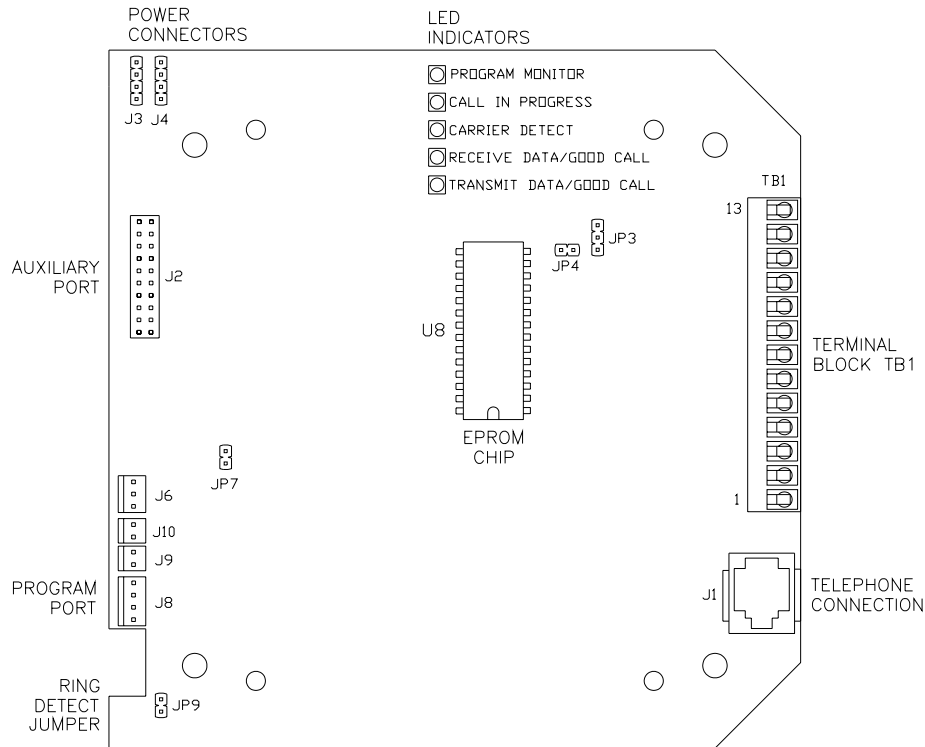 POWER
CONNECTORS
LED
INDICATORS
PROGRAM MONITOR
CALL IN PROGRESS
CARRIER DETECT
RECEIVE DATA/GOOD CALL
TRANSMIT DATA/GOOD CALL
J3
J4
TB1
13
JP3
JP4
AUXILIARY
PORT
J2
U8
TERMINAL
BLOCK TB1
EPROM
CHIP
JP7
J6
1
J10
J9
PROGRAM
PORT
J8
J1
TELEPHONE
CONNECTION
RING
DETECT
JUMPER
JP9